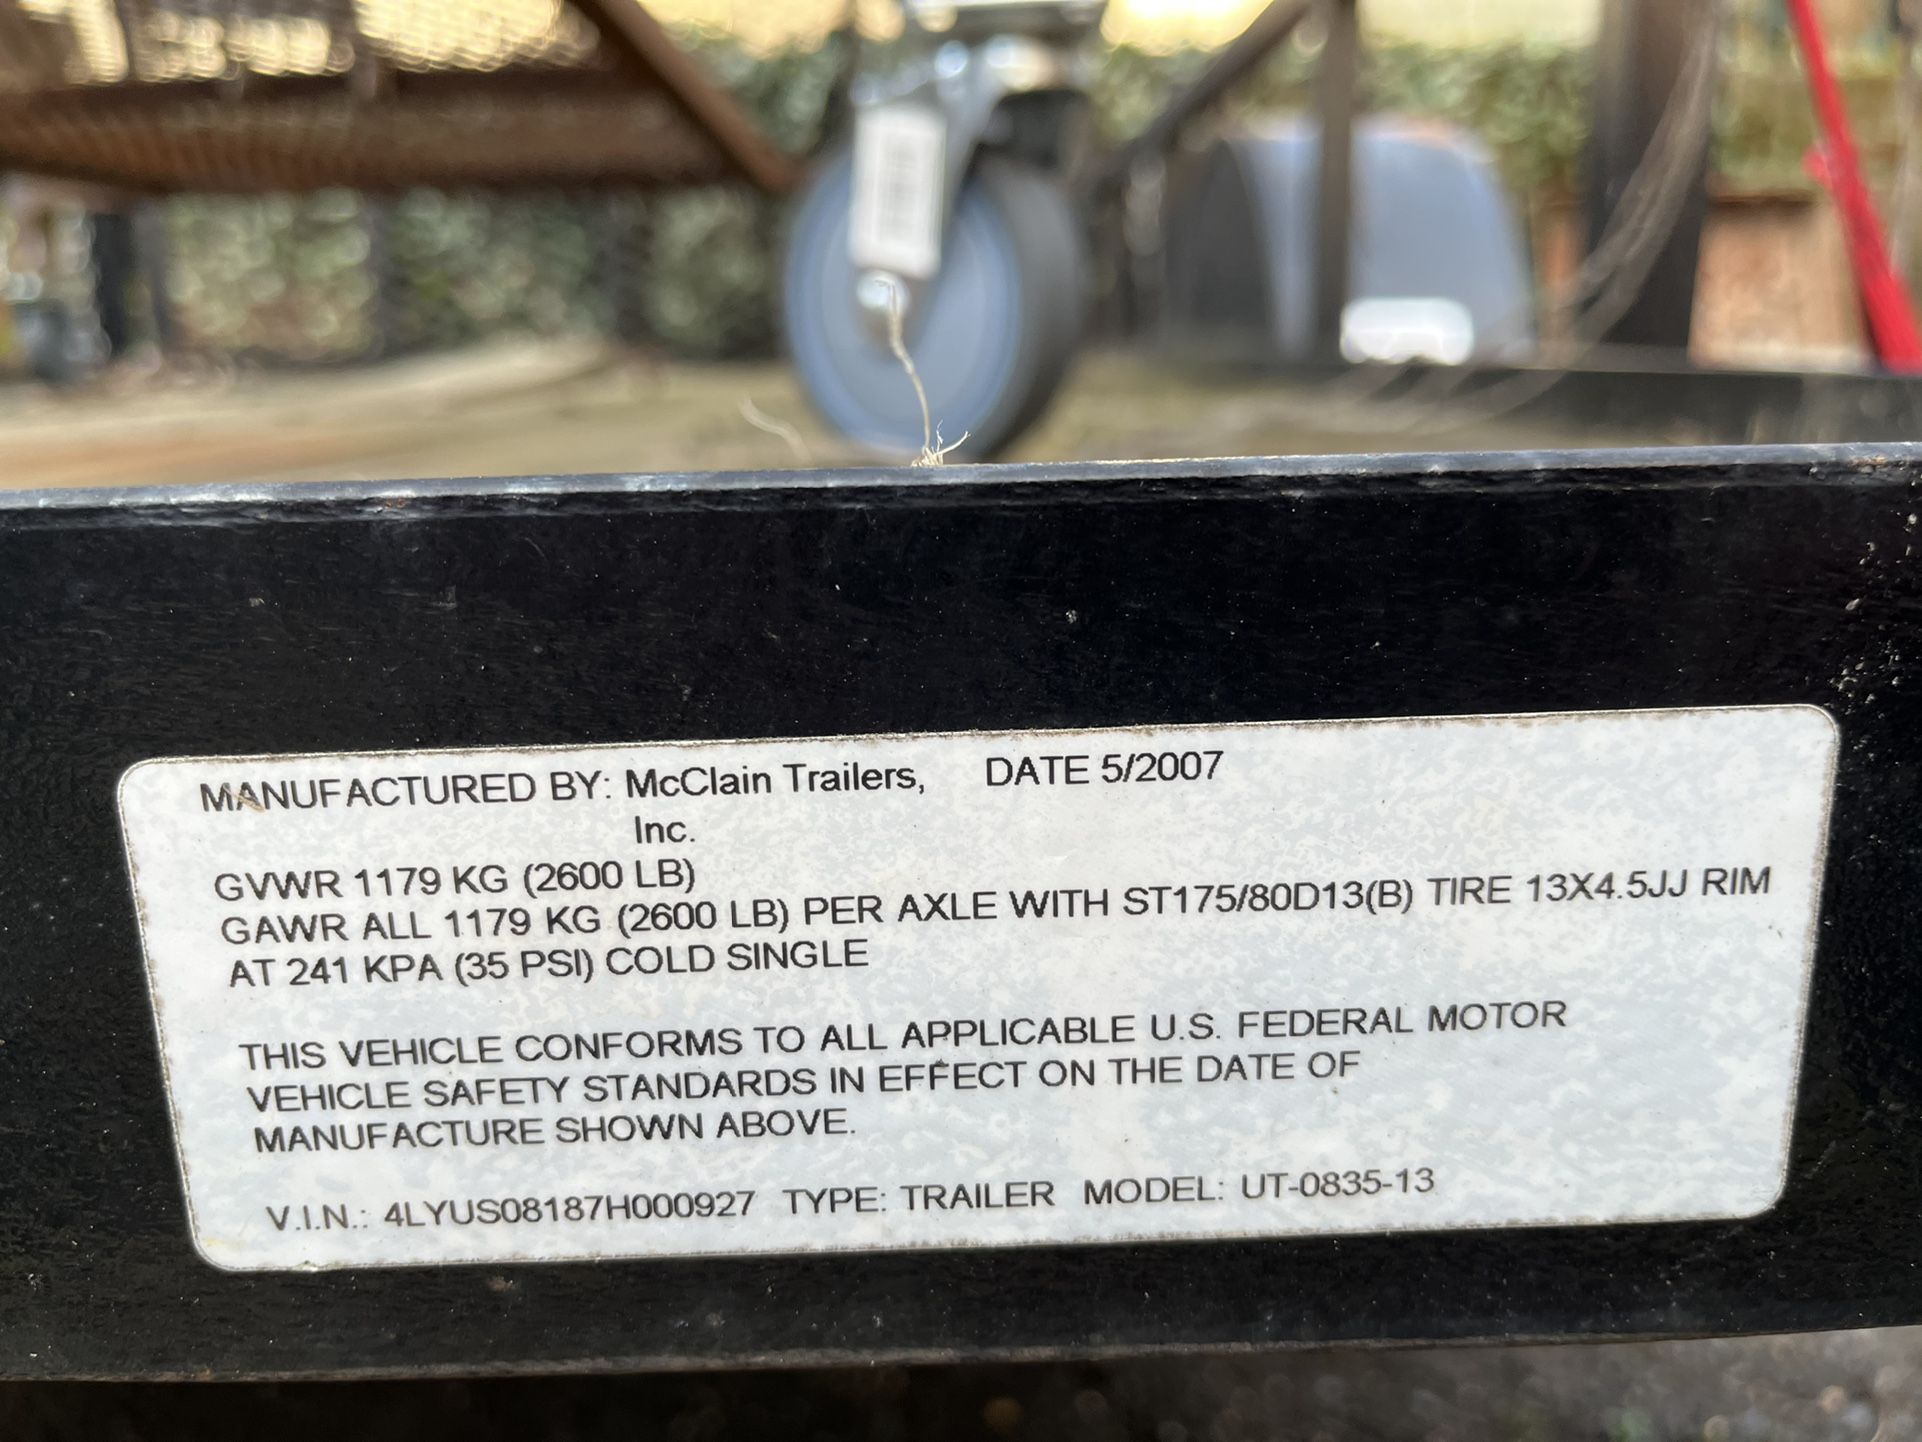 MANUFACTURED BY: McClain Trailers, DATE 5/2007
Inc.
GVWR 1179 KG (2600 LB)
GAWR ALL 1179 KG (2600 LB) PER AXLE WITH ST175/80D13(B) TIRE 13X4.5JJ RIM
AT 241 KPA (35 PSI) COLD SINGLE
THIS VEHICLE CONFORMS TO ALL APPLICABLE U.S. FEDERAL MOTOR
VEHICLE SAFETY STANDARDS IN EFFECT ON THE DATE OF
MANUFACTURE SHOWN ABOVE.
V.I.N.: 4LYUS08187H000927 TYPE: TRAILER MODEL: UT-0835-13